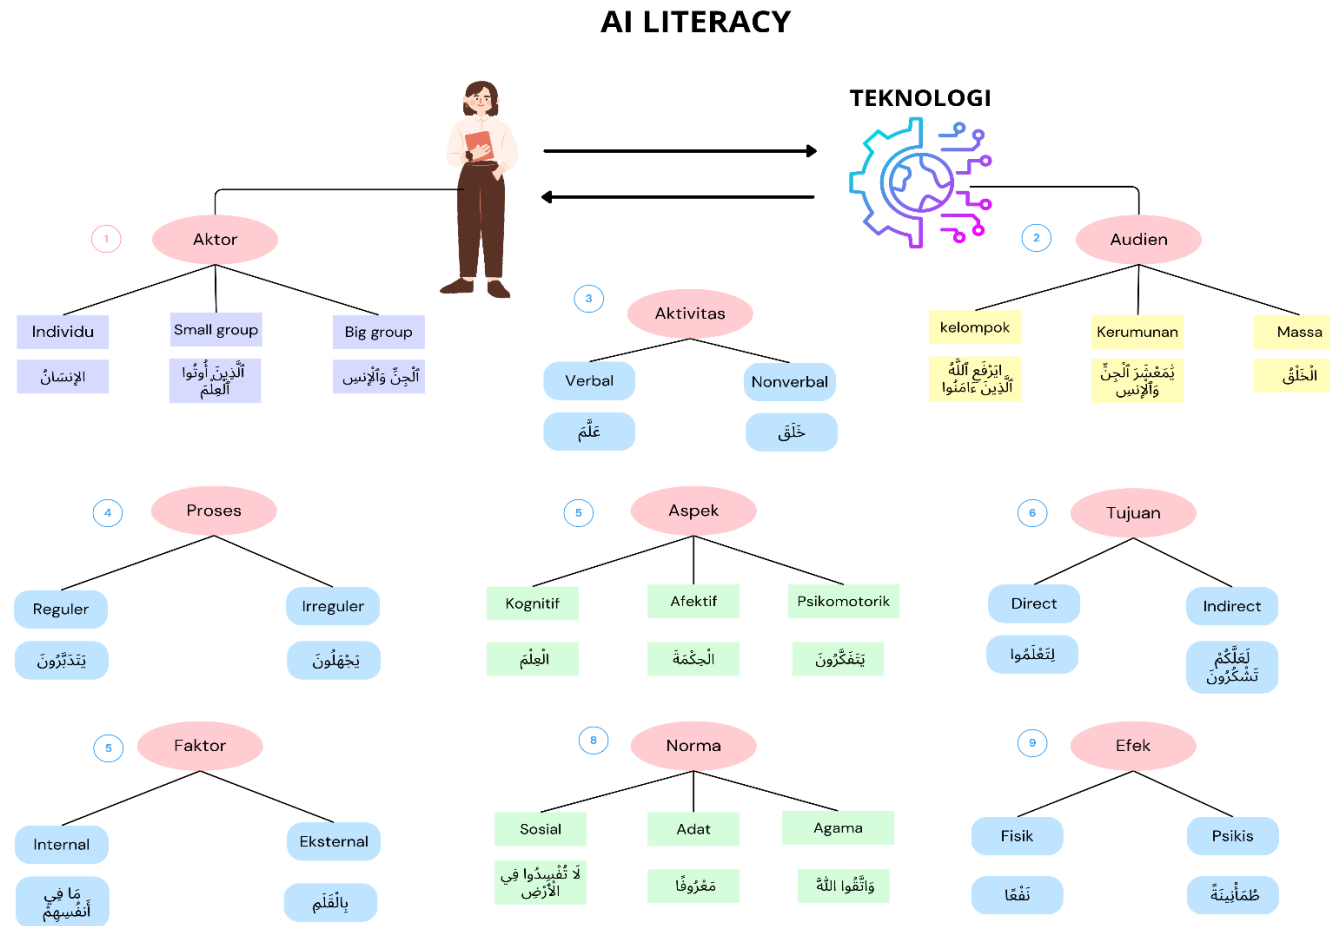 AI LITERACY
TEKNOLOGI
1
Aktor
Individu
Small group
Big group
الإنسَانُ
ٱلَّذِينَ أُوتُوا
ٱلْعِلْمَ
ٱلْجِنِّ وَٱلْإِنسِ
2
Audien
kelompok
Kerumunan
Massa
ايَرْفَعِ ٱللَّهُ
ٱلَّذِينَ ءَامَنُوا
يَٰمَعْشَرَ ٱلْجِنِّ
وَٱلْإِنسِ
الْخَلْقُ
3
Aktivitas
Verbal
Nonverbal
عَلَّمَ
خَلَقَ
4
Proses
Reguler
Irreguler
يَتَدَبَّرُونَ
يَجْهَلُونَ
5
Aspek
Kognitif
Afektif
Psikomotorik
الْعِلْمَ
الْحِكْمَةَ
يَتَفَكَّرُونَ
6
Tujuan
Direct
Indirect
لِتَعْلَمُوا
لَعَلَّكُمْ
تَشْكُرُونَ
5
Faktor
Internal
Eksternal
مَا فِي
أَنفُسِهِمْ
بِالْقَلَمِ
8
Norma
Sosial
Adat
Agama
لَا تُفْسِدُوا فِي
الْأَرْضِ
مَعْرُوفًا
وَاتَّقُوا اللَّهَ
9
Efek
Fisik
Psikis
نَفْعًا
طُمَأْنِينَةً